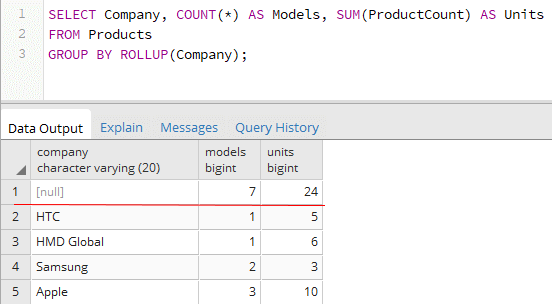 1 SELECT Company, COUNT(*) AS Models, SUM(ProductCount) AS Units
2 FROM Products
3 GROUP BY ROLLUP(Company);
Data Output Explain Messages Query History
company models units
character varying (20) bigint bigint
1 [null] 7 24
2 HTC 1 5
3 HMD Global 1 6
4 Samsung 2 3
5 Apple 3 10